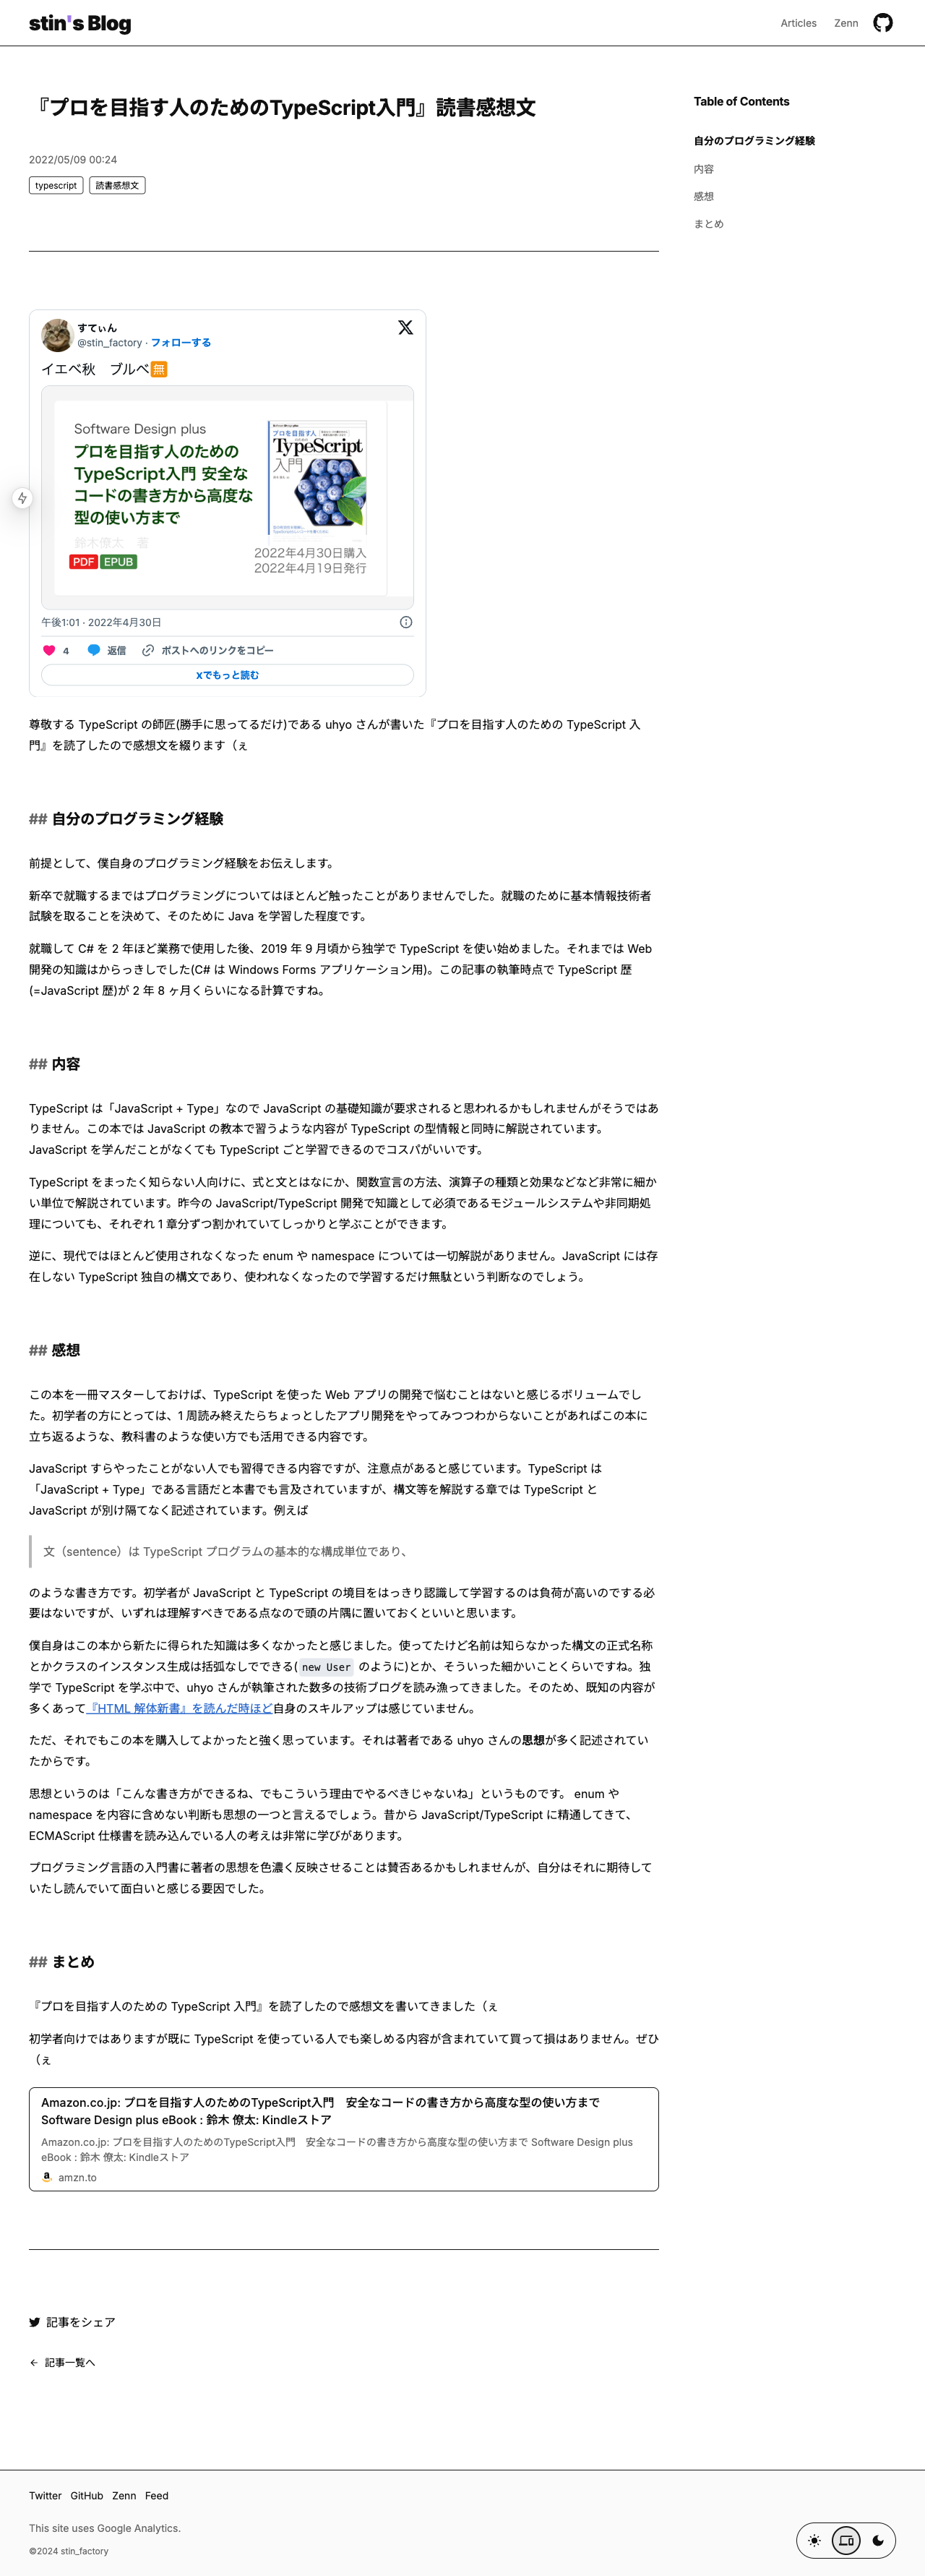 stin's Blog
Articles
Zenn
『プロを目指す人のためのTypeScript入門』読書感想文
2022/05/09 00:24
typescript
読書感想文
Table of Contents
自分のプログラミング経験
内容
感想
まとめ
すてぃん
@stin_factory · フォローする
イエベ秋　ブルベ🈚
Software Design plus
プロを目指す人のための
TypeScript入門 安全な
コードの書き方から高度な
型の使い方まで
鈴木僚太　著
PDF EPUB
プロを目指す人のための
TypeScript
入門
2022年4月30日購入
2022年4月19日発行
午後1:01 · 2022年4月30日
4
返信
ポストへのリンクをコピー
Xでもっと読む
尊敬する TypeScript の師匠(勝手に思ってるだけ)である uhyo さんが書いた『プロを目指す人のための TypeScript 入
門』を読了したので感想文を綴ります（ぇ
## 自分のプログラミング経験
前提として、僕自身のプログラミング経験をお伝えします。
新卒で就職するまではプログラミングについてはほとんど触ったことがありませんでした。就職のために基本情報技術者
試験を取ることを決めて、そのために Java を学習した程度です。
就職して C# を 2 年ほど業務で使用した後、2019 年 9 月頃から独学で TypeScript を使い始めました。それまでは Web
開発の知識はからっきしでした(C# は Windows Forms アプリケーション用)。この記事の執筆時点で TypeScript 歴
(=JavaScript 歴)が 2 年 8 ヶ月くらいになる計算ですね。
## 内容
TypeScript は「JavaScript + Type」なので JavaScript の基礎知識が要求されると思われるかもしれませんがそうではあ
りません。この本では JavaScript の教本で習うような内容が TypeScript の型情報と同時に解説されています。
JavaScript を学んだことがなくても TypeScript ごと学習できるのでコスパがいいです。
TypeScript をまったく知らない人向けに、式と文とはなにか、関数宣言の方法、演算子の種類と効果などなど非常に細か
い単位で解説されています。昨今の JavaScript/TypeScript 開発で知識として必須であるモジュールシステムや非同期処
理についても、それぞれ 1 章分ずつ割かれていてしっかりと学ぶことができます。
逆に、現代ではほとんど使用されなくなった enum や namespace については一切解説がありません。JavaScript には存
在しない TypeScript 独自の構文であり、使われなくなったので学習するだけ無駄という判断なのでしょう。
## 感想
この本を一冊マスターしておけば、TypeScript を使った Web アプリの開発で悩むことはないと感じるボリュームでし
た。初学者の方にとっては、1 周読み終えたらちょっとしたアプリ開発をやってみつつわからないことがあればこの本に
立ち返るような、教科書のような使い方でも活用できる内容です。
JavaScript すらやったことがない人でも習得できる内容ですが、注意点があると感じています。TypeScript は
「JavaScript + Type」である言語だと本書でも言及されていますが、構文等を解説する章では TypeScript と
JavaScript が別け隔てなく記述されています。例えば
文（sentence）は TypeScript プログラムの基本的な構成単位であり、
のような書き方です。初学者が JavaScript と TypeScript の境目をはっきり認識して学習するのは負荷が高いのでする必
要はないですが、いずれは理解すべきである点なので頭の片隅に置いておくといいと思います。
僕自身はこの本から新たに得られた知識は多くなかったと感じました。使ってたけど名前は知らなかった構文の正式名称
とかクラスのインスタンス生成は括弧なしでできる( new User のように)とか、そういった細かいことくらいですね。独
学で TypeScript を学ぶ中で、uhyo さんが執筆された数多の技術ブログを読み漁ってきました。そのため、既知の内容が
多くあって『HTML 解体新書』を読んだ時ほど自身のスキルアップは感じていません。
ただ、それでもこの本を購入してよかったと強く思っています。それは著者である uhyo さんの思想が多く記述されてい
たからです。
思想というのは「こんな書き方ができるね、でもこういう理由でやるべきじゃないね」というものです。 enum や
namespace を内容に含めない判断も思想の一つと言えるでしょう。昔から JavaScript/TypeScript に精通してきて、
ECMAScript 仕様書を読み込んでいる人の考えは非常に学びがあります。
プログラミング言語の入門書に著者の思想を色濃く反映させることは賛否あるかもしれませんが、自分はそれに期待して
いたし読んでいて面白いと感じる要因でした。
## まとめ
『プロを目指す人のための TypeScript 入門』を読了したので感想文を書いてきました（ぇ
初学者向けではありますが既に TypeScript を使っている人でも楽しめる内容が含まれていて買って損はありません。ぜひ
（ぇ
Amazon.co.jp: プロを目指す人のためのTypeScript入門　安全なコードの書き方から高度な型の使い方まで
Software Design plus eBook : 鈴木 僚太: Kindleストア
Amazon.co.jp: プロを目指す人のためのTypeScript入門　安全なコードの書き方から高度な型の使い方まで Software Design plus
eBook : 鈴木 僚太: Kindleストア
amzn.to
記事をシェア
記事一覧へ
Twitter
GitHub
Zenn
Feed
This site uses Google Analytics.
©2024 stin_factory